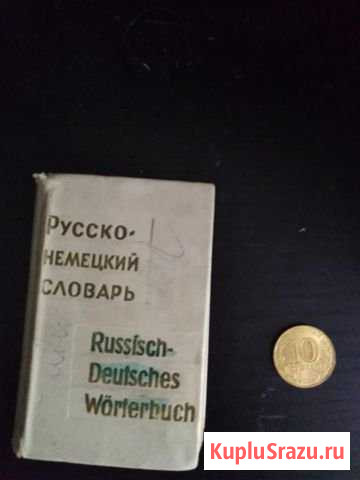 Русско-
немецкий
словарь
Russisch-
Deutsches
Wörterbuch
10
KupluSrazu.ru